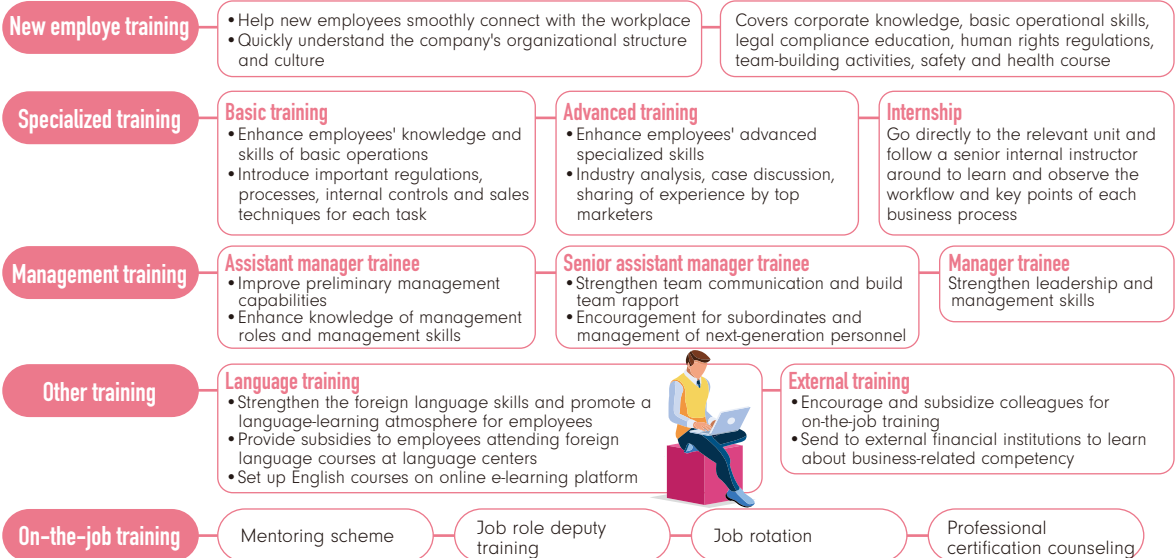 New employe training
• Help new employees smoothly connect with the workplace
• Quickly understand the company's organizational structure
and culture
Covers corporate knowledge, basic operational skills,
legal compliance education, human rights regulations,
team-building activities, safety and health course
Specialized training
Basic training
• Enhance employees' knowledge and
skills of basic operations
• Introduce important regulations,
processes, internal controls and sales
techniques for each task
Advanced training
• Enhance employees' advanced
specialized skills
• Industry analysis, case discussion,
sharing of experience by top
marketers
Internship
Go directly to the relevant unit and
follow a senior internal instructor
around to learn and observe the
workflow and key points of each
business process
Management training
Assistant manager trainee
• Improve preliminary management
capabilities
• Enhance knowledge of management
roles and management skills
Senior assistant manager trainee
• Strengthen team communication and build
team rapport
• Encouragement for subordinates and
management of next-generation personnel
Manager trainee
Strengthen leadership and
management skills
Other training
Language training
• Strengthen the foreign language skills and promote a
language-learning atmosphere for employees
• Provide subsidies to employees attending foreign
language courses at language centers
• Set up English courses on online e-learning platform
External training
• Encourage and subsidize colleagues for
on-the-job training
• Send to external financial institutions to learn
about business-related competency
On-the-job training
Mentoring scheme
Job role deputy
training
Job rotation
Professional
certification counseling